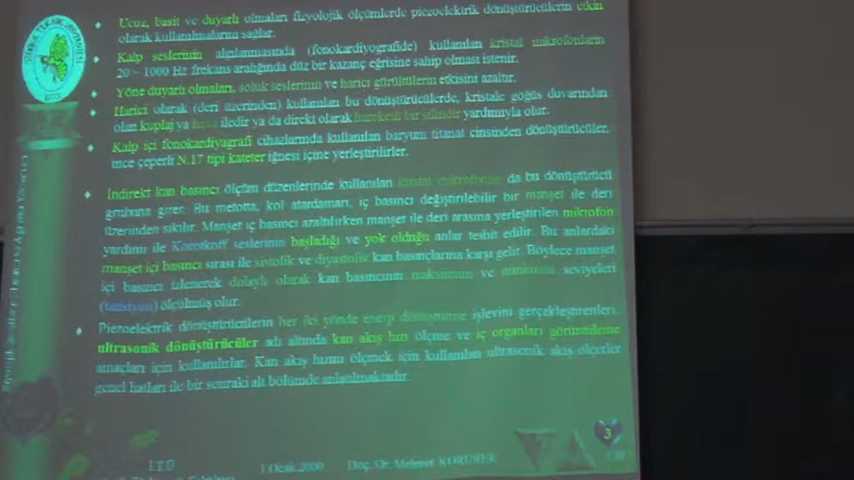 Ucuz, basit ve duyarlı olmaları fizyolojik ölçümlerde piezoelektrik dönüştürücülerin etkin
olarak kullanılmalarını sağlar.
Kalp seslerinin algılanmasında (fonokardiyografide) kullanılan kristal mikrofonların
20 – 1000 Hz frekans aralığında düz bir kazanç eğrisine sahip olması istenir.
Yöne duyarlı olmaları, soluk seslerinin ve harici gürültülerin etkisini azaltır.
Harici olarak (deri üzerinden) kullanılan bu dönüştürücülerde, kristale göğüs duvarından
olan kuplaj ya hava iledir ya da direkt olarak hareketli bir silindir yardımıyla olur.
Kalp içi fonokardiyografi cihazlarında kullanılan baryum titanat cinsinden dönüştürücüler,
ince çeperli N.17 tipi kateter iğnesi içine yerleştirilirler.
İndirekt kan basıncı ölçüm düzenlerinde kullanılan kristal mikrofonlar da bu dönüştürücü
grubuna girer. Bu metotta, kol atardamarı, iç basıncı değiştirilebilir bir manşet ile deri
üzerinden sıkılır. Manşet iç basıncı azaltılırken manşet ile deri arasına yerleştirilen mikrofon
yardımı ile Korotkoff seslerinin başladığı ve yok olduğu anlar tesbit edilir. Bu anlardaki
manşet içi basıncı sırası ile sistolik ve diyastolik kan basınçlarına karşı gelir. Böylece manşet
içi basıncı izlenerek dolaylı olarak kan basıncının maksimum ve minimum seviyeleri
(tansiyon) ölçülmüş olur.
Piezoelektrik dönüştürücülerin her iki yönde enerji dönüştürme işlevini gerçekleştirenleri,
ultrasonik dönüştürücüler adı altında kan akış hızı ölçme ve iç organları görüntüleme
amaçları için kullanılırlar. Kan akış hızını ölçmek için kullanılan ultrasonik akış ölçerler
genel hatları ile bir sonraki alt bölümde anlatılmaktadır.
3
İTÜ 1 Ocak 2000 Doç. Dr. Mehmet KORÜREK